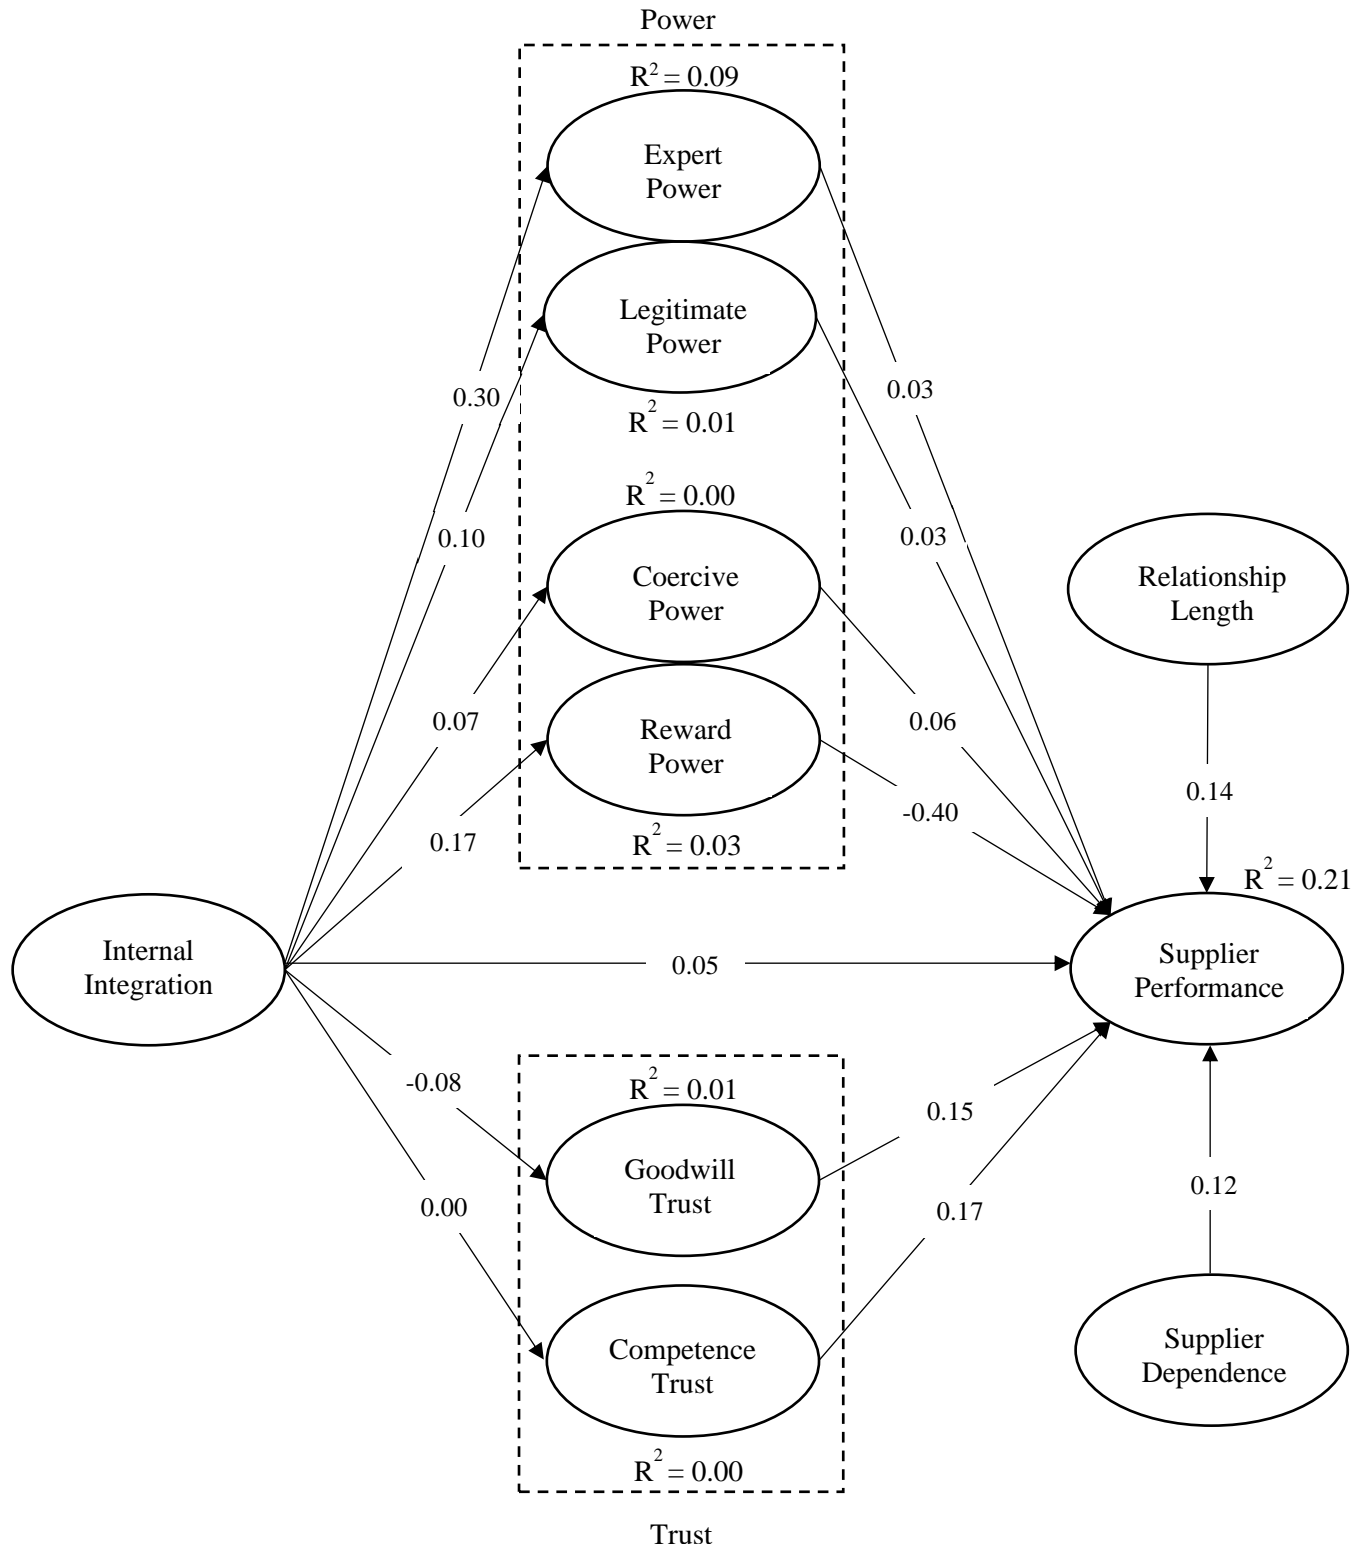 Power
R² = 0.09
Expert
Power
Legitimate
Power
0.30
0.03
R² = 0.01
R² = 0.00
0.10
0.03
Coercive
Power
Relationship
Length
0.07
0.06
Reward
Power
0.14
-0.40
0.17
R² = 0.03
R² = 0.21
Internal
Integration
0.05
Supplier
Performance
-0.08
R² = 0.01
0.15
Goodwill
Trust
0.12
0.00
0.17
Competence
Trust
Supplier
Dependence
R² = 0.00
Trust